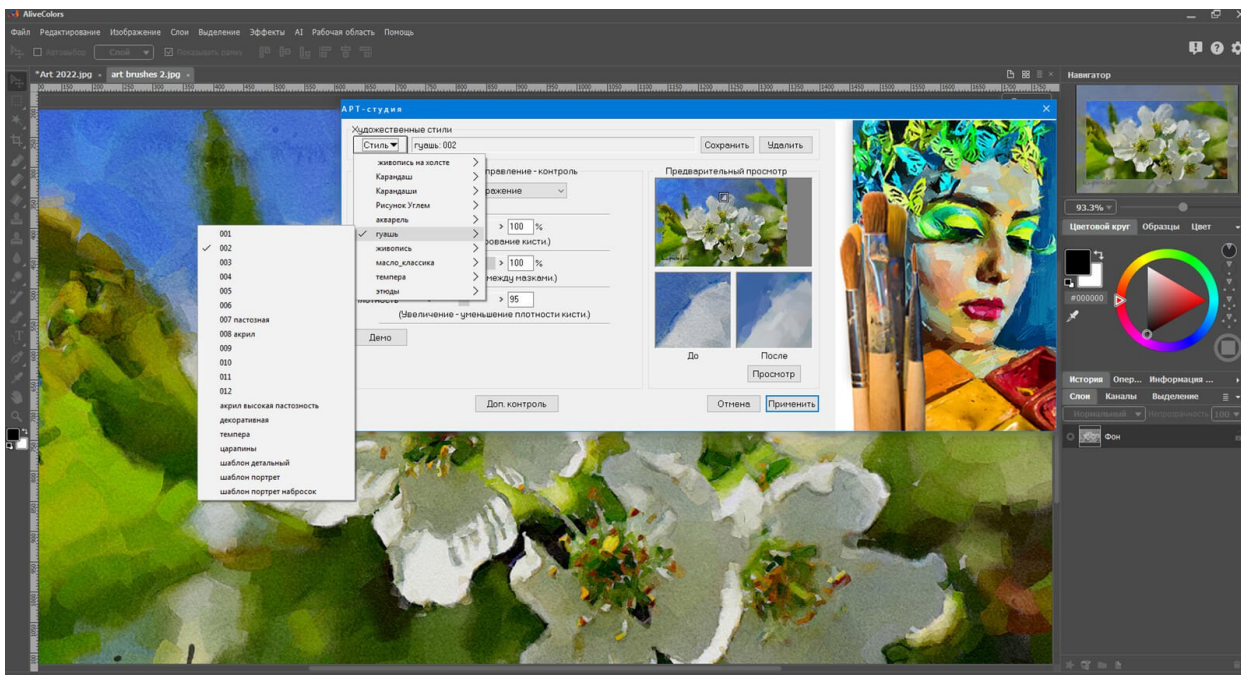 AliveColors
Файл Редактирование Изображение Слои Выделение Эффекты AI Рабочая область Помощь
Автовыбор Слой Показывать рамку
*Art 2022.jpg × art brushes 2.jpg ×
Навигатор
93.3%
Цветовой круг Образцы Цвет
#000000
История Опер... Информация ...
Слои Каналы Выделение
Нормальный Непрозрачность 100
Фон
АРТ-студия
Художественные стили
Стиль гуашь: 002 Сохранить Удалить
живопись на холсте
Карандаш
Карандаши
Рисунок Углем
акварель
гуашь
живопись
масло_классика
темпера
этюды
001
002
003
004
005
006
007 пастозная
008 акрил
009
010
011
012
акрил высокая пастозность
декоративная
темпера
царапины
шаблон детальный
шаблон портрет
шаблон портрет набросок
правление - контроль
ражение
> 100 %
ование кисти.)
> 100 %
между мазками.)
> 95
(Увеличение - уменьшение плотности кисти.)
Демо
Доп. контроль
Предварительный просмотр
До После
Просмотр
Отмена Применить